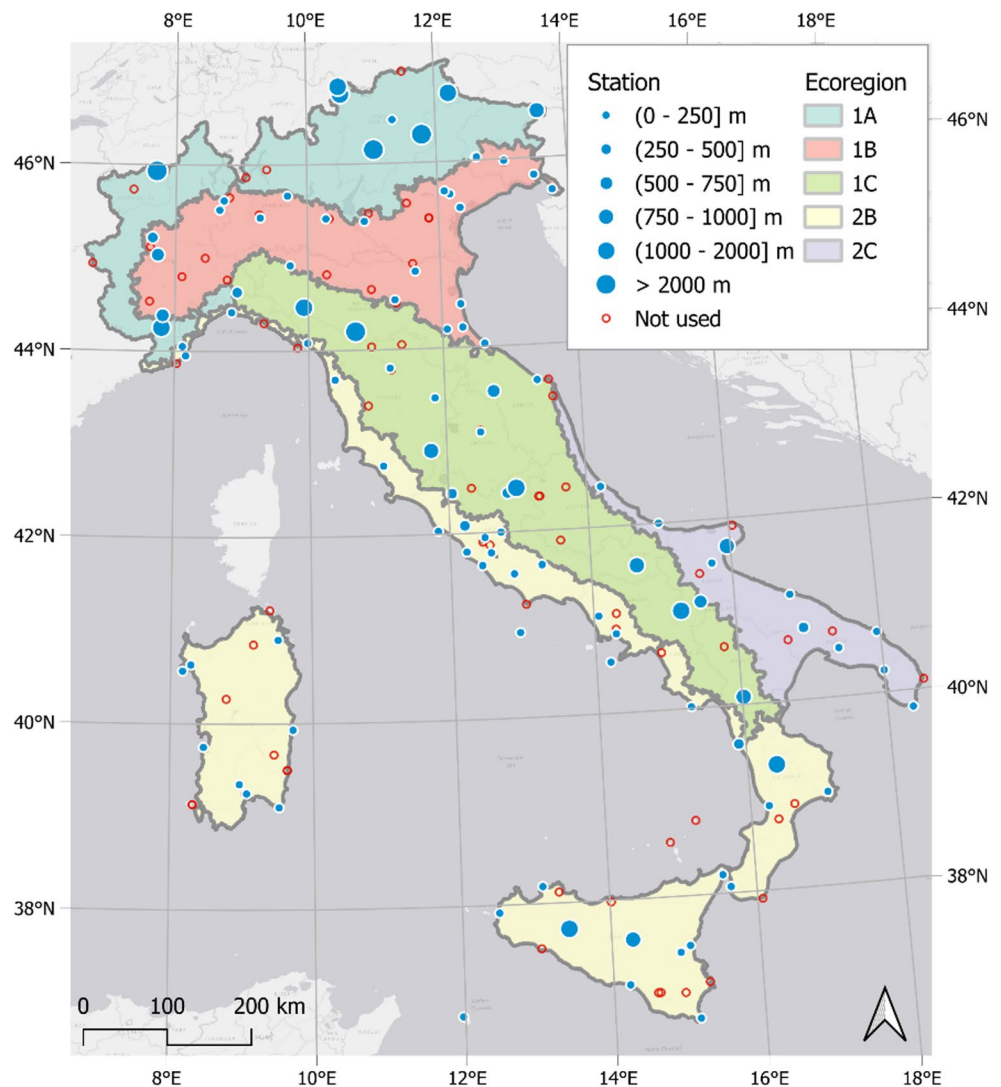 8°E 10°E 12°E 14°E 16°E 18°E
Station Ecoregion
(0 - 250] m 1A
(250 - 500] m 1B
(500 - 750] m 1C
(750 - 1000] m 2B
(1000 - 2000] m 2C
> 2000 m
Not used
46°N 46°N
44°N 44°N
42°N 42°N
40°N 40°N
38°N 38°N
0 100 200 km
8°E 10°E 12°E 14°E 16°E 18°E